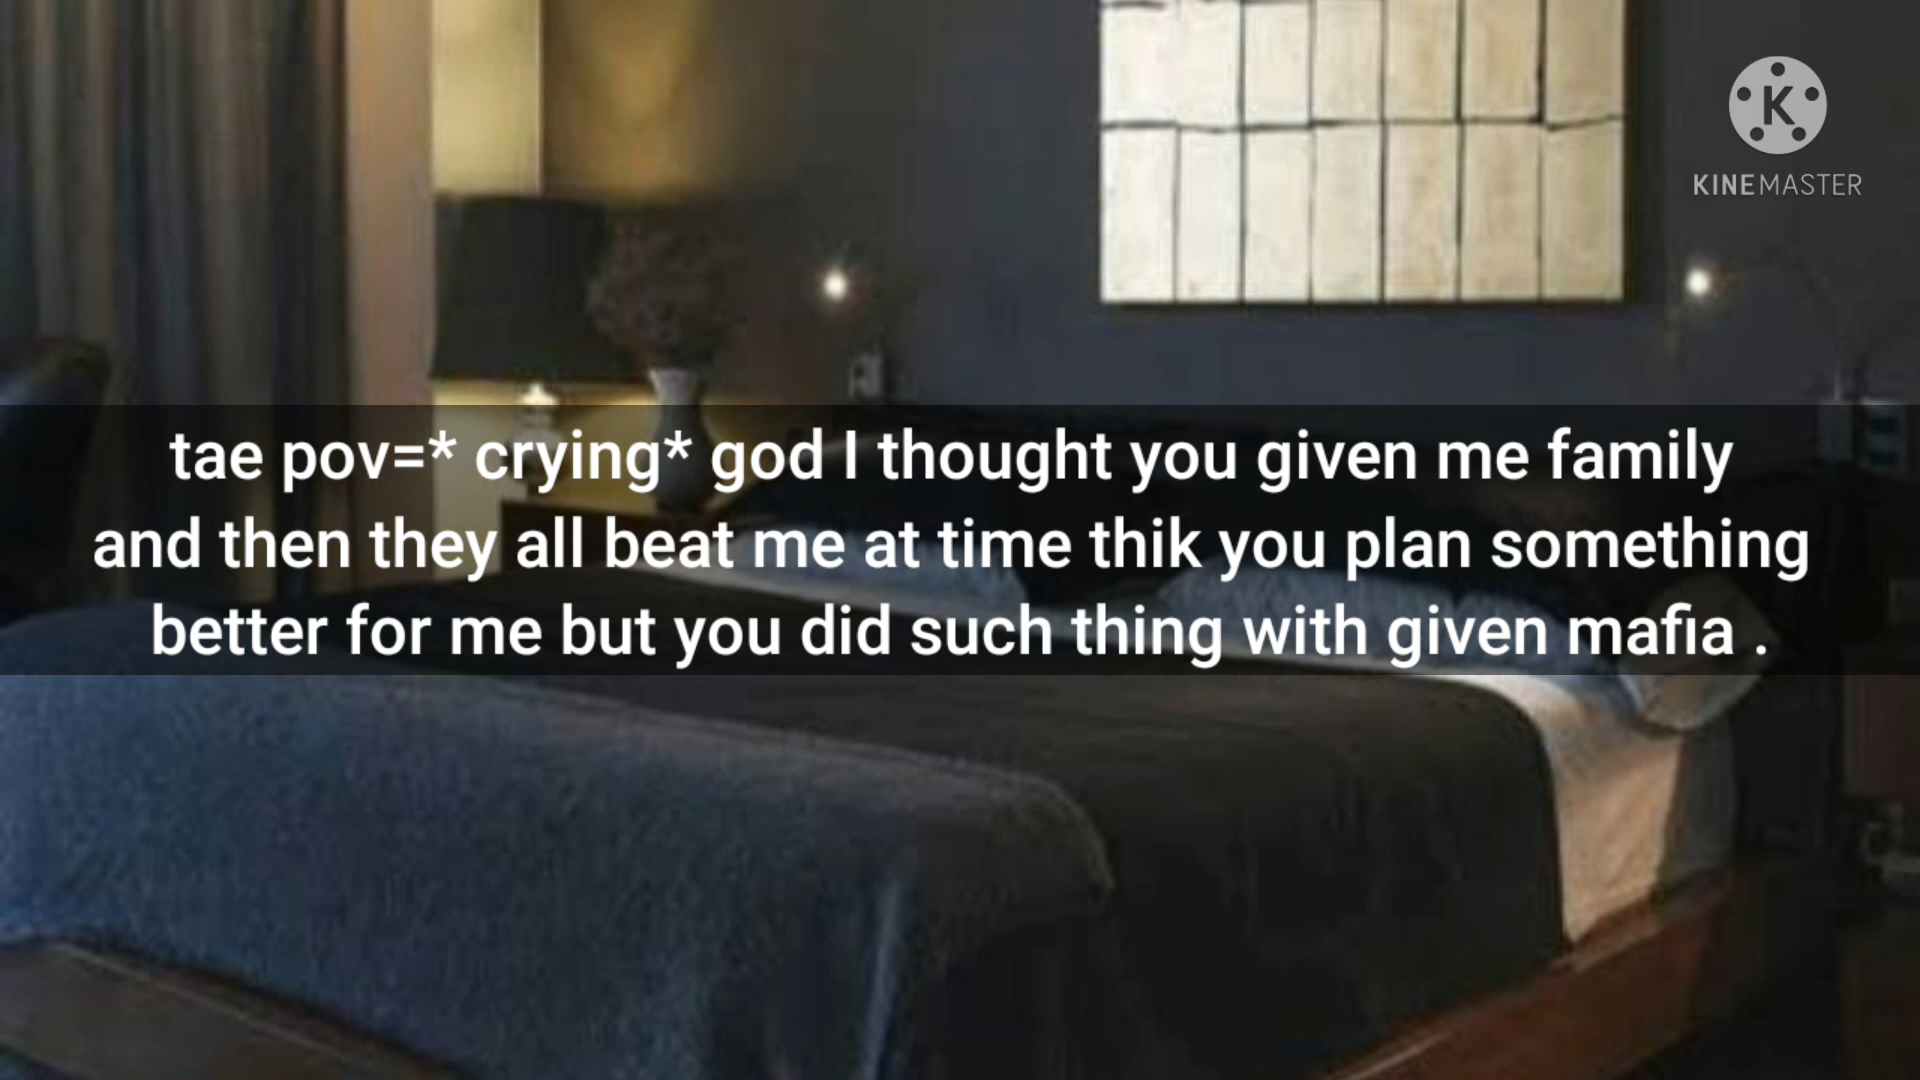 KINEMASTER
tae pov=* crying* god I thought you given me family
and then they all beat me at time thik you plan something
better for me but you did such thing with given mafia .